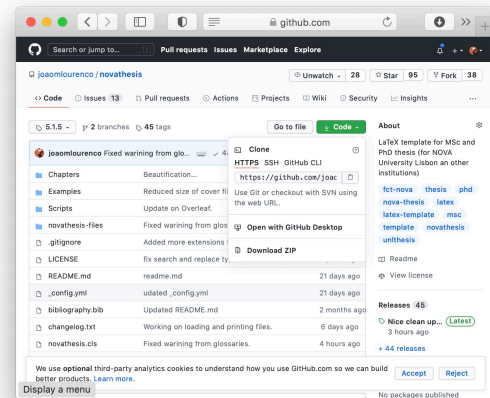 github.com
Search or jump to... / Pull requests Issues Marketplace Explore
joaomlourenco / novathesis
Unwatch 28 Star 95 Fork 38
Code Issues 13 Pull requests Actions Projects Wiki Security Insights ...
5.1.5 2 branches 45 tags Go to file Code
About
joaomlourenco Fixed warining from glo... ...
Clone
HTTPS SSH GitHub CLI
https://github.com/joac
Use Git or checkout with SVN using
the web URL.
Open with GitHub Desktop
Download ZIP
LaTeX template for MSc and
PhD thesis (for NOVA
University Lisbon an other
institutions)
fct-nova thesis phd
nova-thesis latex
latex-template msc
template novathesis
unlthesis
Readme
View license
Chapters Beautification...
Examples Reduced size of cover fi
Scripts Update on Overleaf.
novathesis-files Fixed warining from glos
.gitignore Added more extensions
LICENSE fix search and replace ty
README.md readme.md 21 days ago
_config.yml udated _config.yml 21 days ago
bibliography.bib Updated README.md 2 months ago
changelog.txt Working on loading and printing files. 6 days ago
novathesis.cls Fixed warining from glossaries. 4 hours ago
Releases 45
Nice clean up... Latest
3 hours ago
+ 44 releases
We use optional third-party analytics cookies to understand how you use GitHub.com so we can build
better products. Learn more.
Accept Reject
No packages published
Display a menu